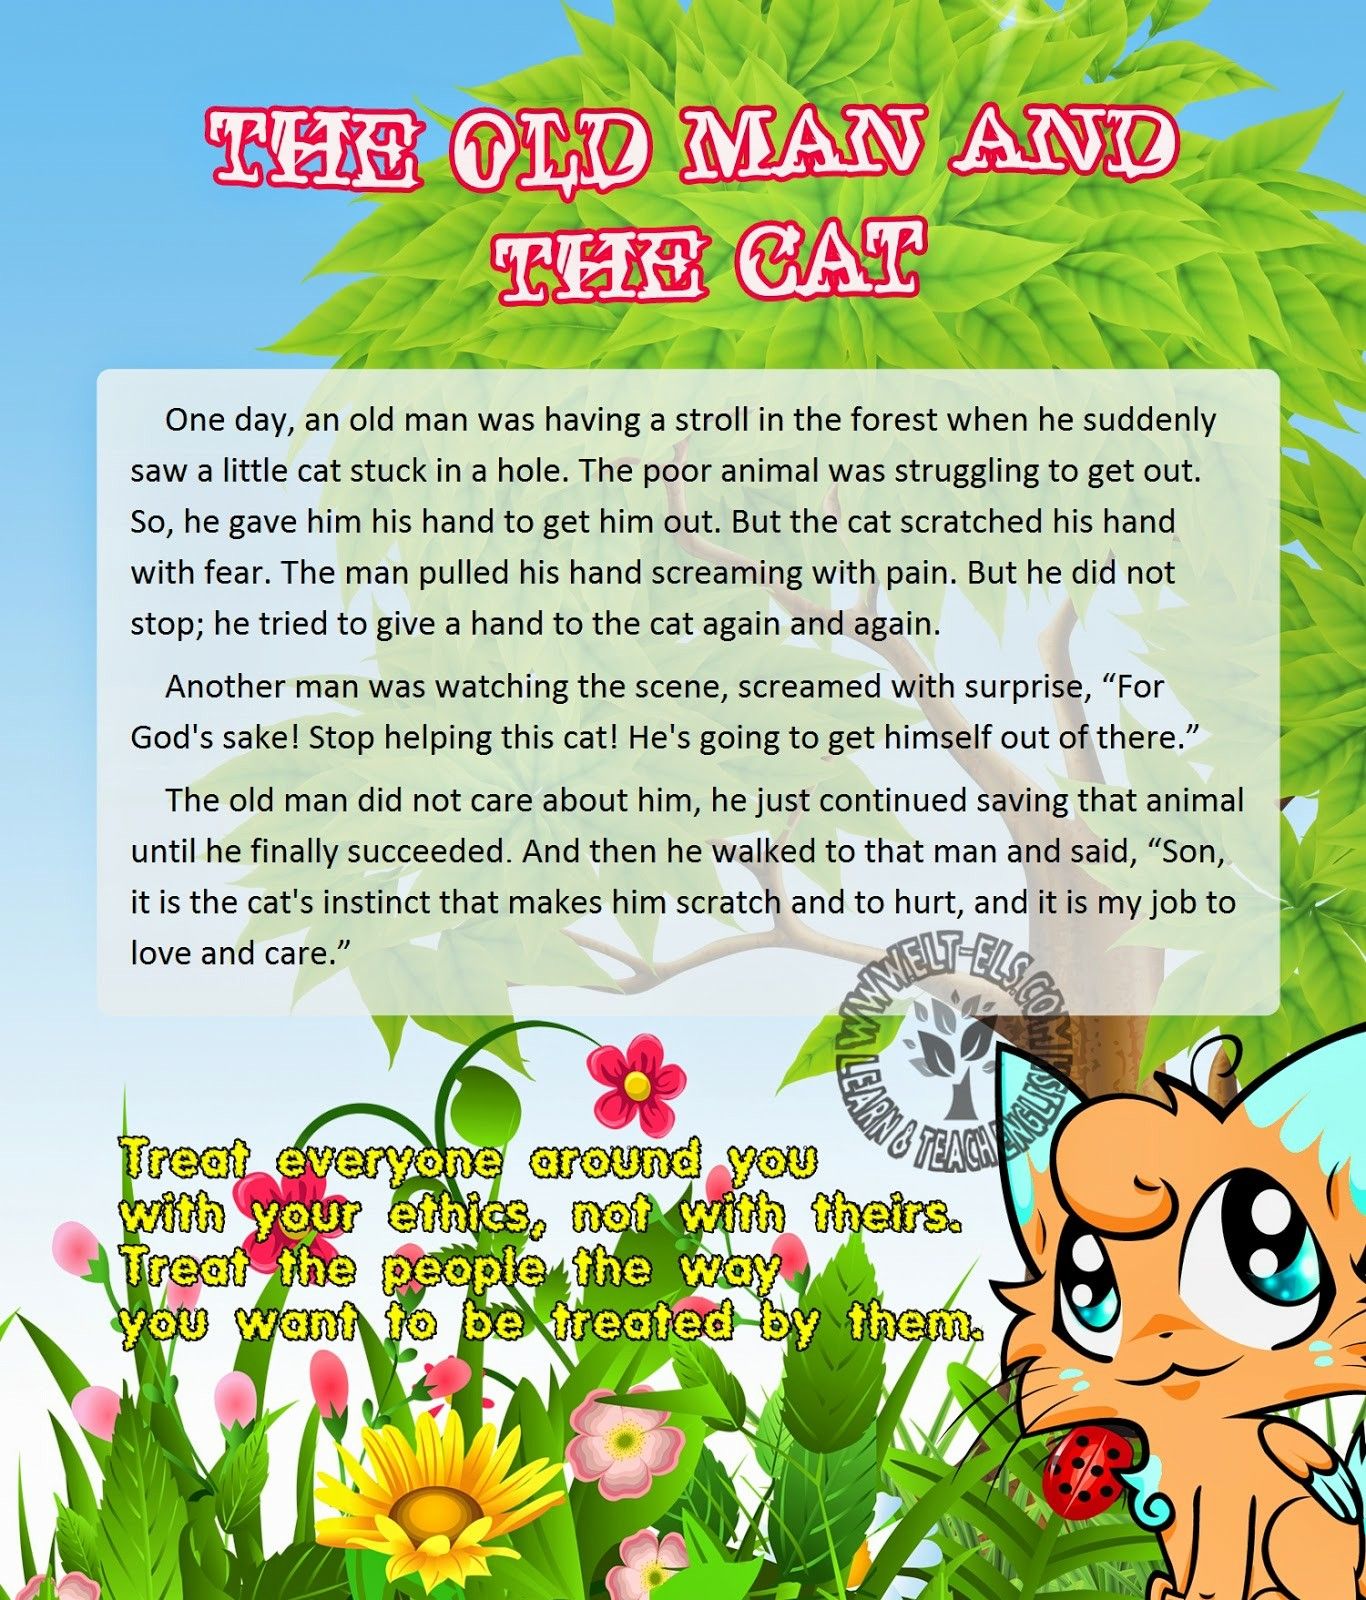 THE OLD MAN AND
THE CAT
One day, an old man was having a stroll in the forest when he suddenly
saw a little cat stuck in a hole. The poor animal was struggling to get out.
So, he gave him his hand to get him out. But the cat scratched his hand
with fear. The man pulled his hand screaming with pain. But he did not
stop; he tried to give a hand to the cat again and again.
Another man was watching the scene, screamed with surprise, “For
God's sake! Stop helping this cat! He's going to get himself out of there.”
The old man did not care about him, he just continued saving that animal
until he finally succeeded. And then he walked to that man and said, “Son,
it is the cat's instinct that makes him scratch and to hurt, and it is my job to
love and care.”
WWW.ELT-ELS.COM
LEARN & TEACH ENGLISH
Treat everyone around you
with your ethics, not with theirs.
Treat the people the way
you want to be treated by them.